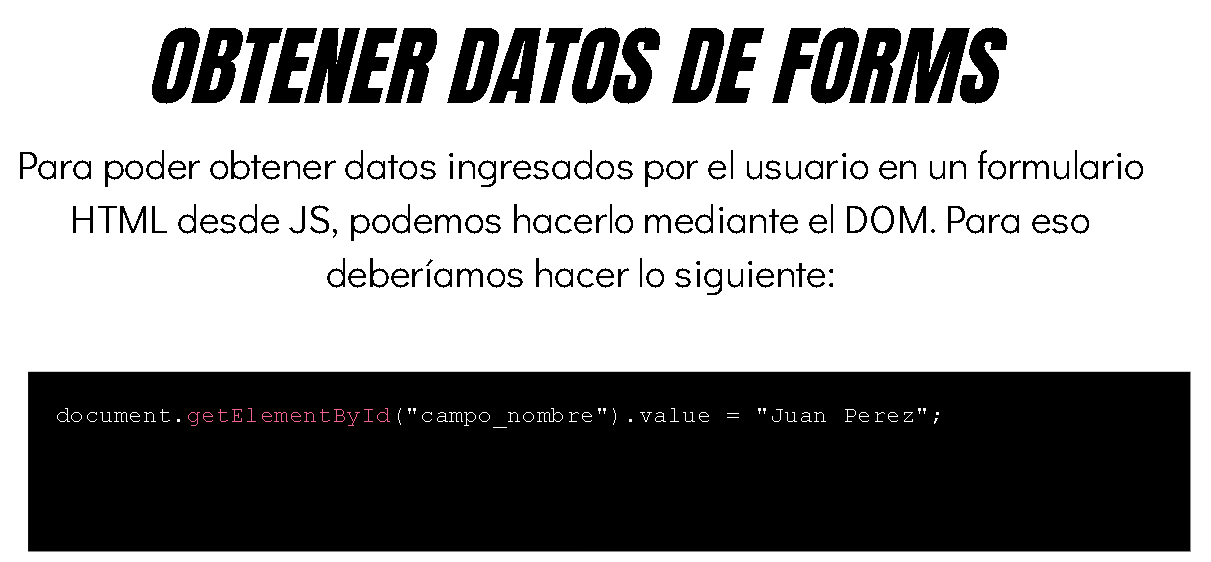 OBTENER DATOS DE FORMS
Para poder obtener datos ingresados por el usuario en un formulario
HTML desde JS, podemos hacerlo mediante el DOM. Para eso
deberíamos hacer lo siguiente:
document.getElementById("campo_nombre").value = "Juan Perez";